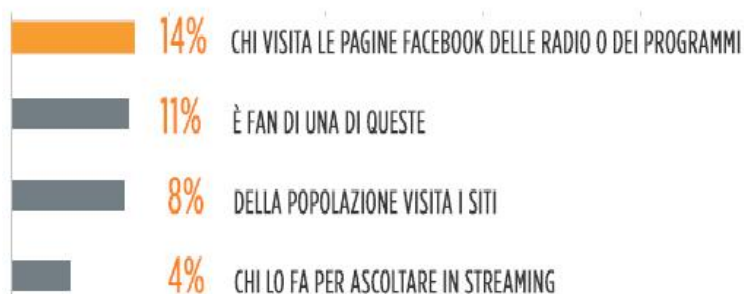 14% CHI VISITA LE PAGINE FACEBOOK DELLE RADIO O DEI PROGRAMMI
11% È FAN DI UNA DI QUESTE
8% DELLA POPOLAZIONE VISITA I SITI
4% CHI LO FA PER ASCOLTARE IN STREAMING